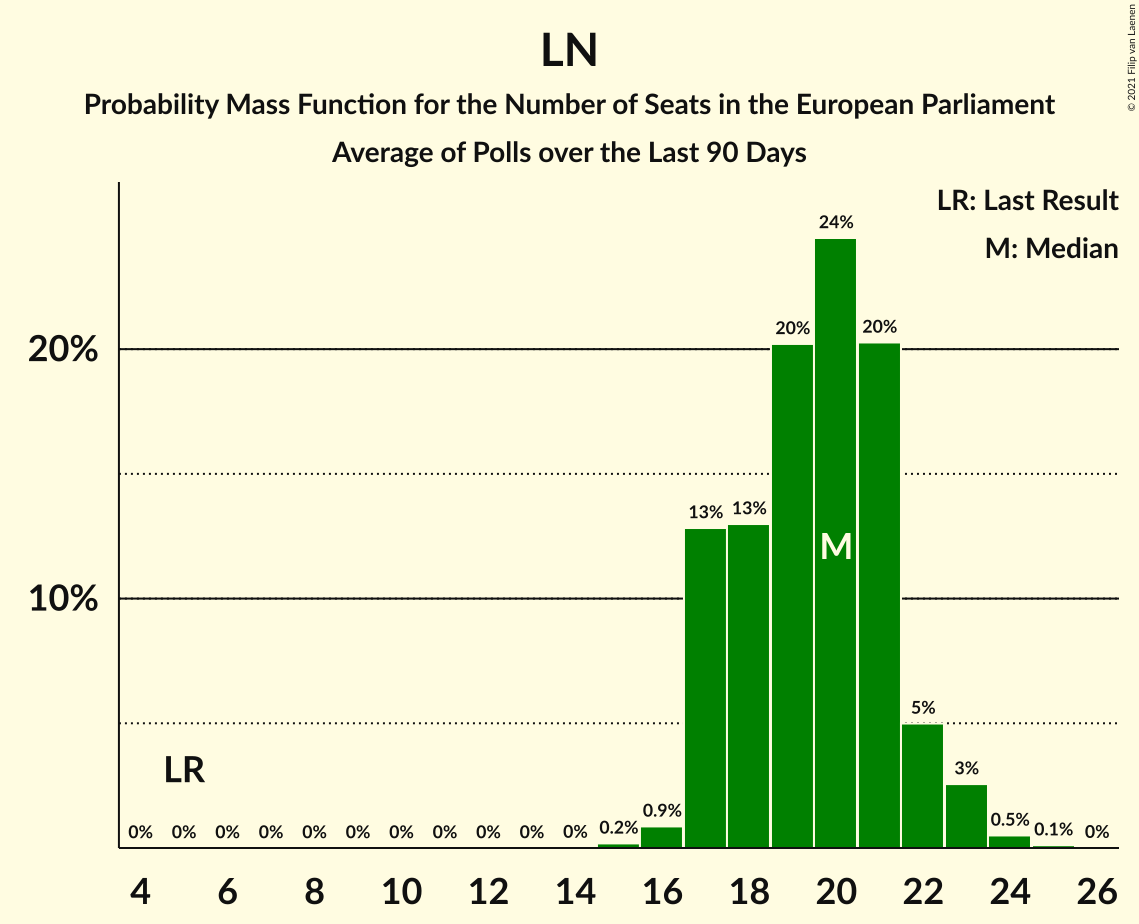 LN
Probability Mass Function for the Number of Seats in the European Parliament
Average of Polls over the Last 90 Days
© 2021 Filip van Laenen
LR: Last Result
M: Median
24%
20%
20% 20%
13% 13%
M
10%
5%
LR
3%
0% 0% 0% 0% 0% 0% 0% 0% 0% 0% 0% 0.2% 0.9% 0.5% 0.1% 0%
4 6 8 10 12 14 16 18 20 22 24 26